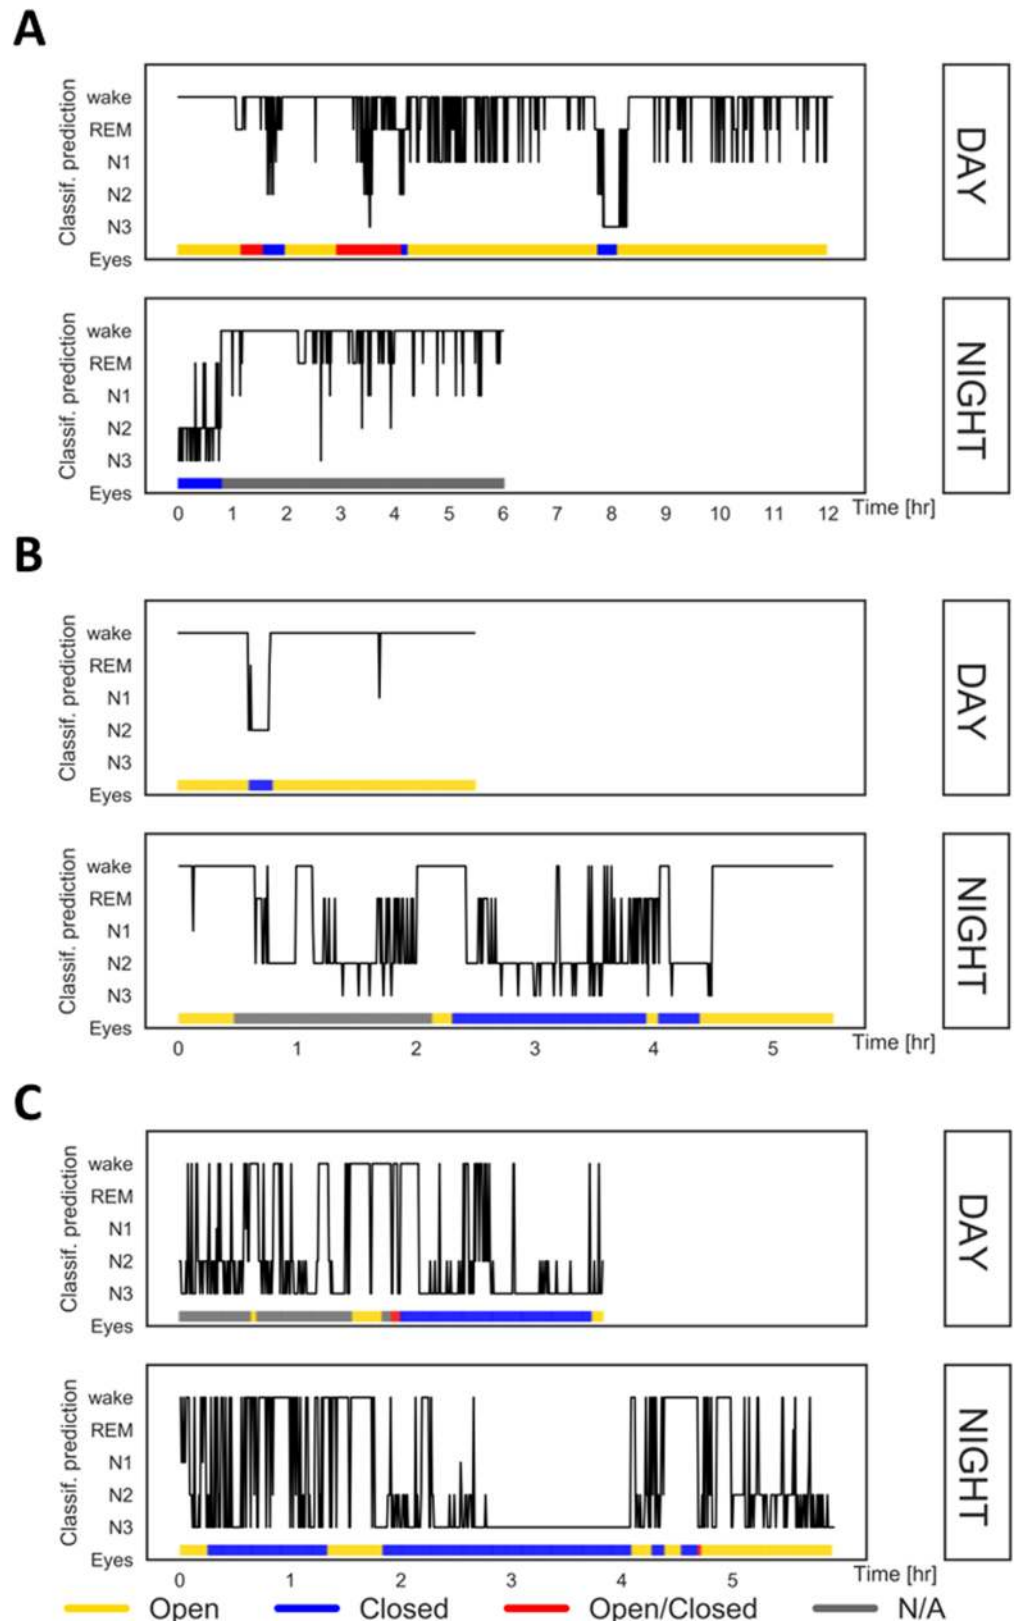 A
Classif. prediction
wake
REM
N1
N2
N3
Eyes
DAY
Classif. prediction
wake
REM
N1
N2
N3
Eyes
NIGHT
0 1 2 3 4 5 6 7 8 9 10 11 12 Time [hr]
B
Classif. prediction
wake
REM
N1
N2
N3
Eyes
DAY
Classif. prediction
wake
REM
N1
N2
N3
Eyes
NIGHT
0 1 2 3 4 5 Time [hr]
C
Classif. prediction
wake
REM
N1
N2
N3
Eyes
DAY
Classif. prediction
wake
REM
N1
N2
N3
Eyes
NIGHT
0 1 2 3 4 5 Time [hr]
Open Closed Open/Closed N/A